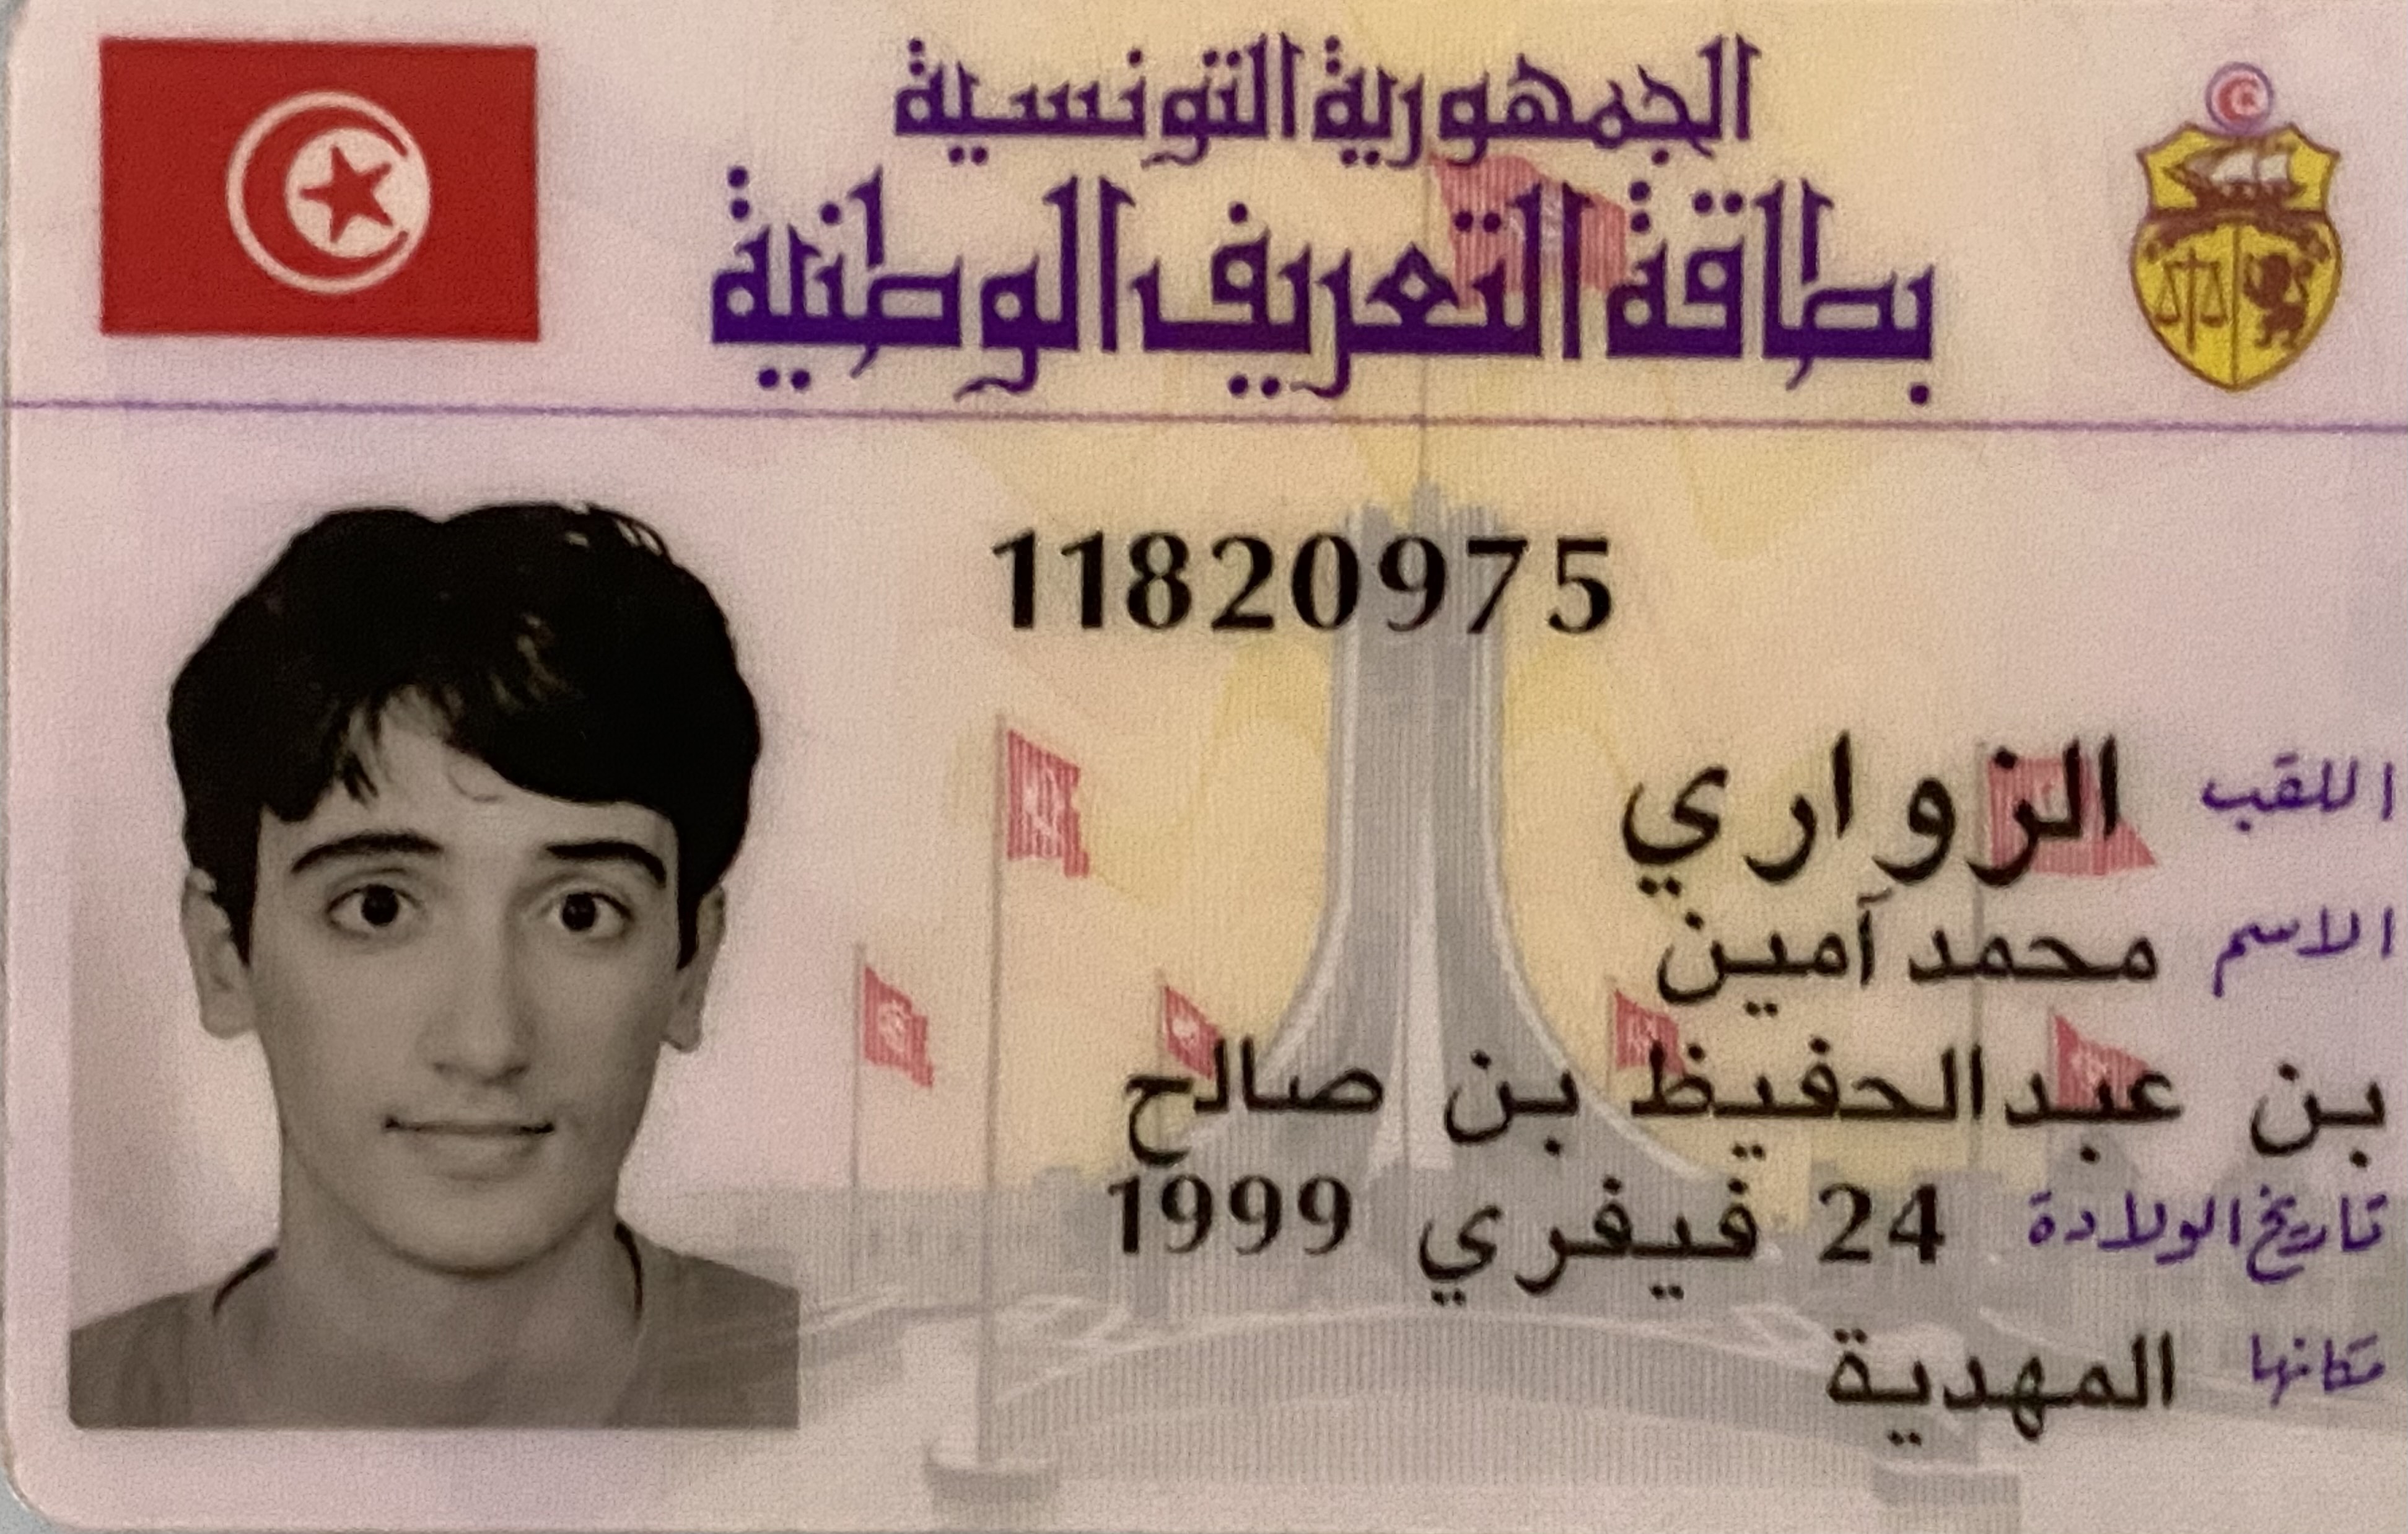 الجمهورية التونسية
بطاقة التعريف الوطنية
11820975
اللقب الزواري
الاسم محمد آمين
بن عبدالحفيظ بن صالح
تاريخ الولادة 24 فيفري 1999
مكانها المهدية